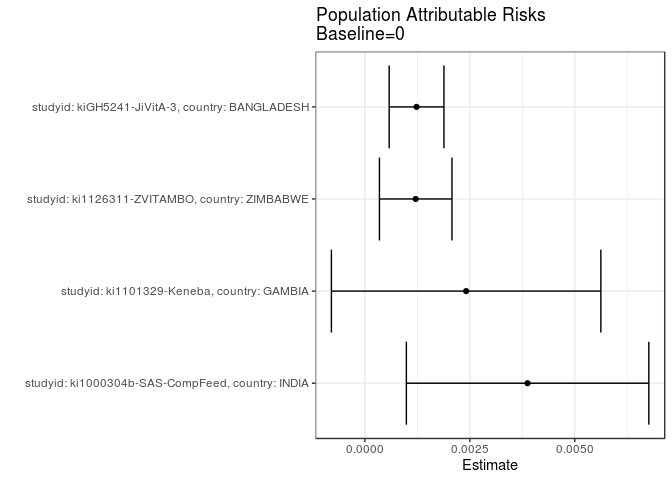 Population Attributable Risks
Baseline=0
studyid: kiGH5241-JiVitA-3, country: BANGLADESH
studyid: ki1126311-ZVITAMBO, country: ZIMBABWE
studyid: ki1101329-Keneba, country: GAMBIA
studyid: ki1000304b-SAS-CompFeed, country: INDIA
0.0000 0.0025 0.0050
Estimate